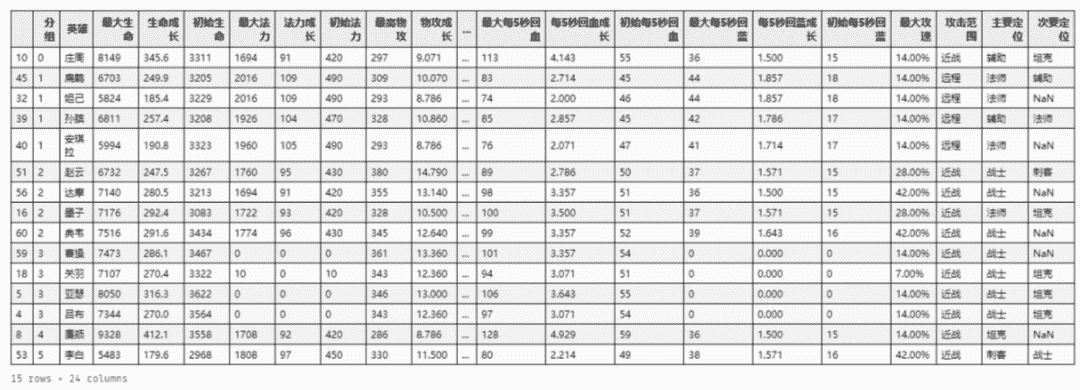 分组 英雄 最大生命 生命成长 初始生命 最大法力 法力成长 初始法力 最高物攻 物攻成长 ... 最大每5秒回血 每5秒回血成长 初始每5秒回血 最大每5秒回蓝 每5秒回蓝成长 初始每5秒回蓝 最大攻速 攻击范围 主要定位 次要定位
10 0 庄周 8149 345.6 3311 1694 91 420 297 9.071 ... 113 4.143 55 36 1.500 15 14.00% 近战 辅助 坦克
45 1 扁鹊 6703 249.9 3205 2016 109 490 309 10.070 ... 83 2.714 45 44 1.857 18 14.00% 远程 法师 辅助
32 1 妲己 5824 185.4 3229 2016 109 490 293 8.786 ... 74 2.000 46 44 1.857 18 14.00% 远程 法师 NaN
39 1 孙膑 6811 257.4 3208 1926 104 470 328 10.860 ... 85 2.857 45 42 1.786 17 14.00% 远程 辅助 法师
40 1 安琪拉 5994 190.8 3323 1960 105 490 293 8.786 ... 76 2.071 47 41 1.714 17 14.00% 远程 法师 NaN
51 2 赵云 6732 247.5 3267 1760 95 430 380 14.790 ... 89 2.786 50 37 1.571 15 28.00% 近战 战士 刺客
56 2 达摩 7140 280.5 3213 1694 91 420 355 13.140 ... 98 3.357 51 36 1.500 15 42.00% 近战 战士 NaN
16 2 墨子 7176 292.4 3083 1722 93 420 328 10.500 ... 100 3.500 51 37 1.571 15 28.00% 近战 法师 坦克
60 2 典韦 7516 291.6 3434 1774 96 430 345 12.640 ... 99 3.357 52 39 1.643 16 42.00% 近战 战士 NaN
59 3 曹操 7473 286.1 3467 0 0 0 361 13.360 ... 101 3.357 54 0 0.000 0 14.00% 近战 战士 NaN
18 3 关羽 7107 270.4 3322 10 0 10 343 12.360 ... 94 3.071 51 0 0.000 0 7.00% 近战 战士 坦克
5 3 亚瑟 8050 316.3 3622 0 0 0 346 13.000 ... 106 3.643 55 0 0.000 0 14.00% 近战 战士 坦克
4 3 吕布 7344 270.0 3564 0 0 0 343 12.360 ... 97 3.071 54 0 0.000 0 14.00% 近战 战士 坦克
8 4 廉颇 9328 412.1 3558 1708 92 420 286 8.786 ... 128 4.929 59 36 1.500 15 14.00% 近战 坦克 NaN
53 5 李白 5483 179.6 2968 1808 97 450 330 11.500 ... 80 2.214 49 38 1.571 16 42.00% 近战 刺客 战士
15 rows × 24 columns